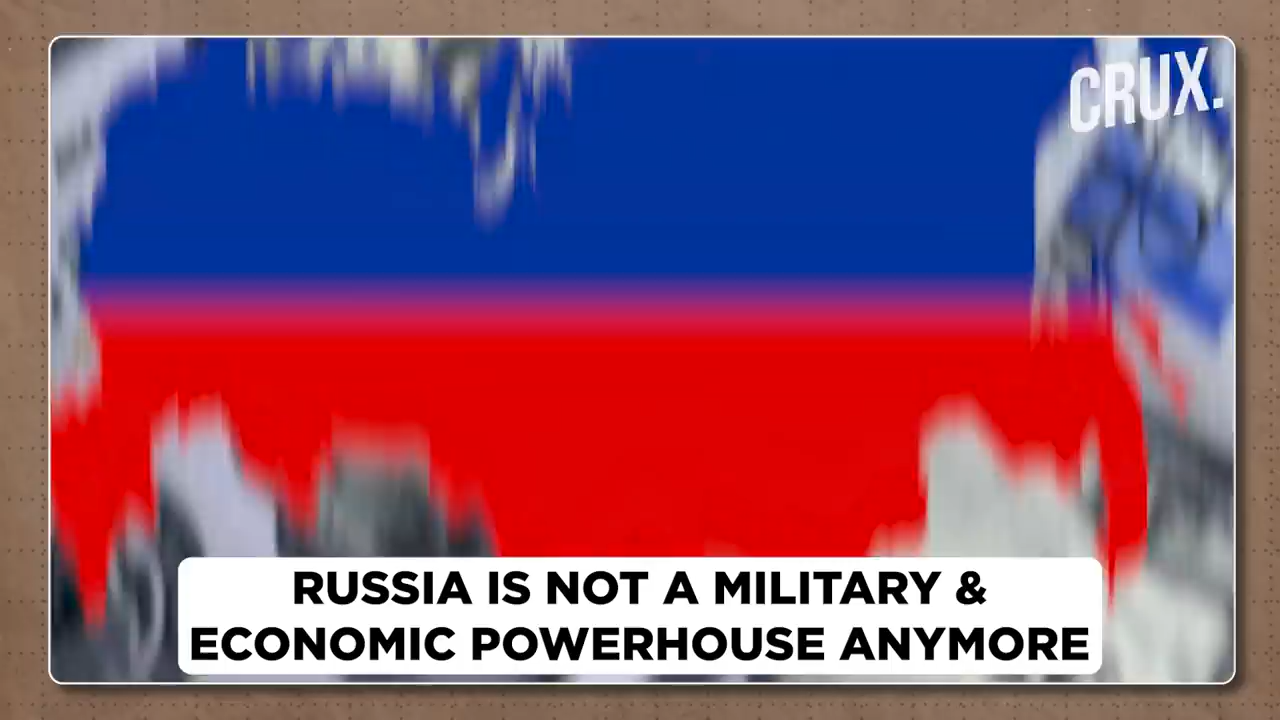 CRUX.
RUSSIA IS NOT A MILITARY &
ECONOMIC POWERHOUSE ANYMORE